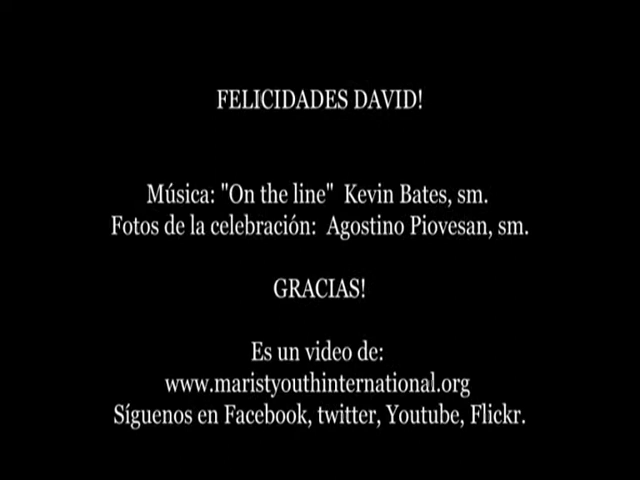 FELICIDADES DAVID!
Música: "On the line" Kevin Bates, sm.
Fotos de la celebración: Agostino Piovesan, sm.
GRACIAS!
Es un video de:
www.maristyouthinternational.org
Síguenos en Facebook, twitter, Youtube, Flickr.